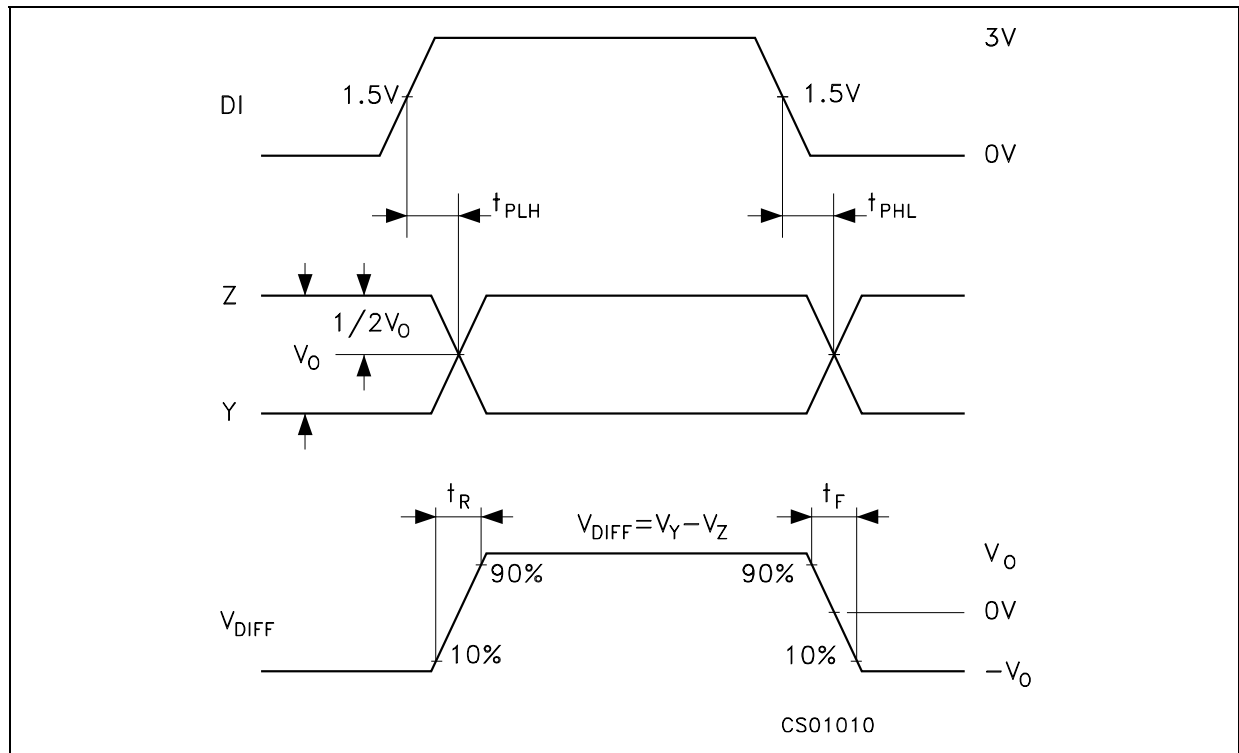 3V
1.5V
1.5V
DI
0V
tPLH
tPHL
Z
1/2VO
VO
Y
tR
tF
VDIFF=VY−VZ
VO
90%
90%
0V
VDIFF
10%
10%
−VO
CS01010